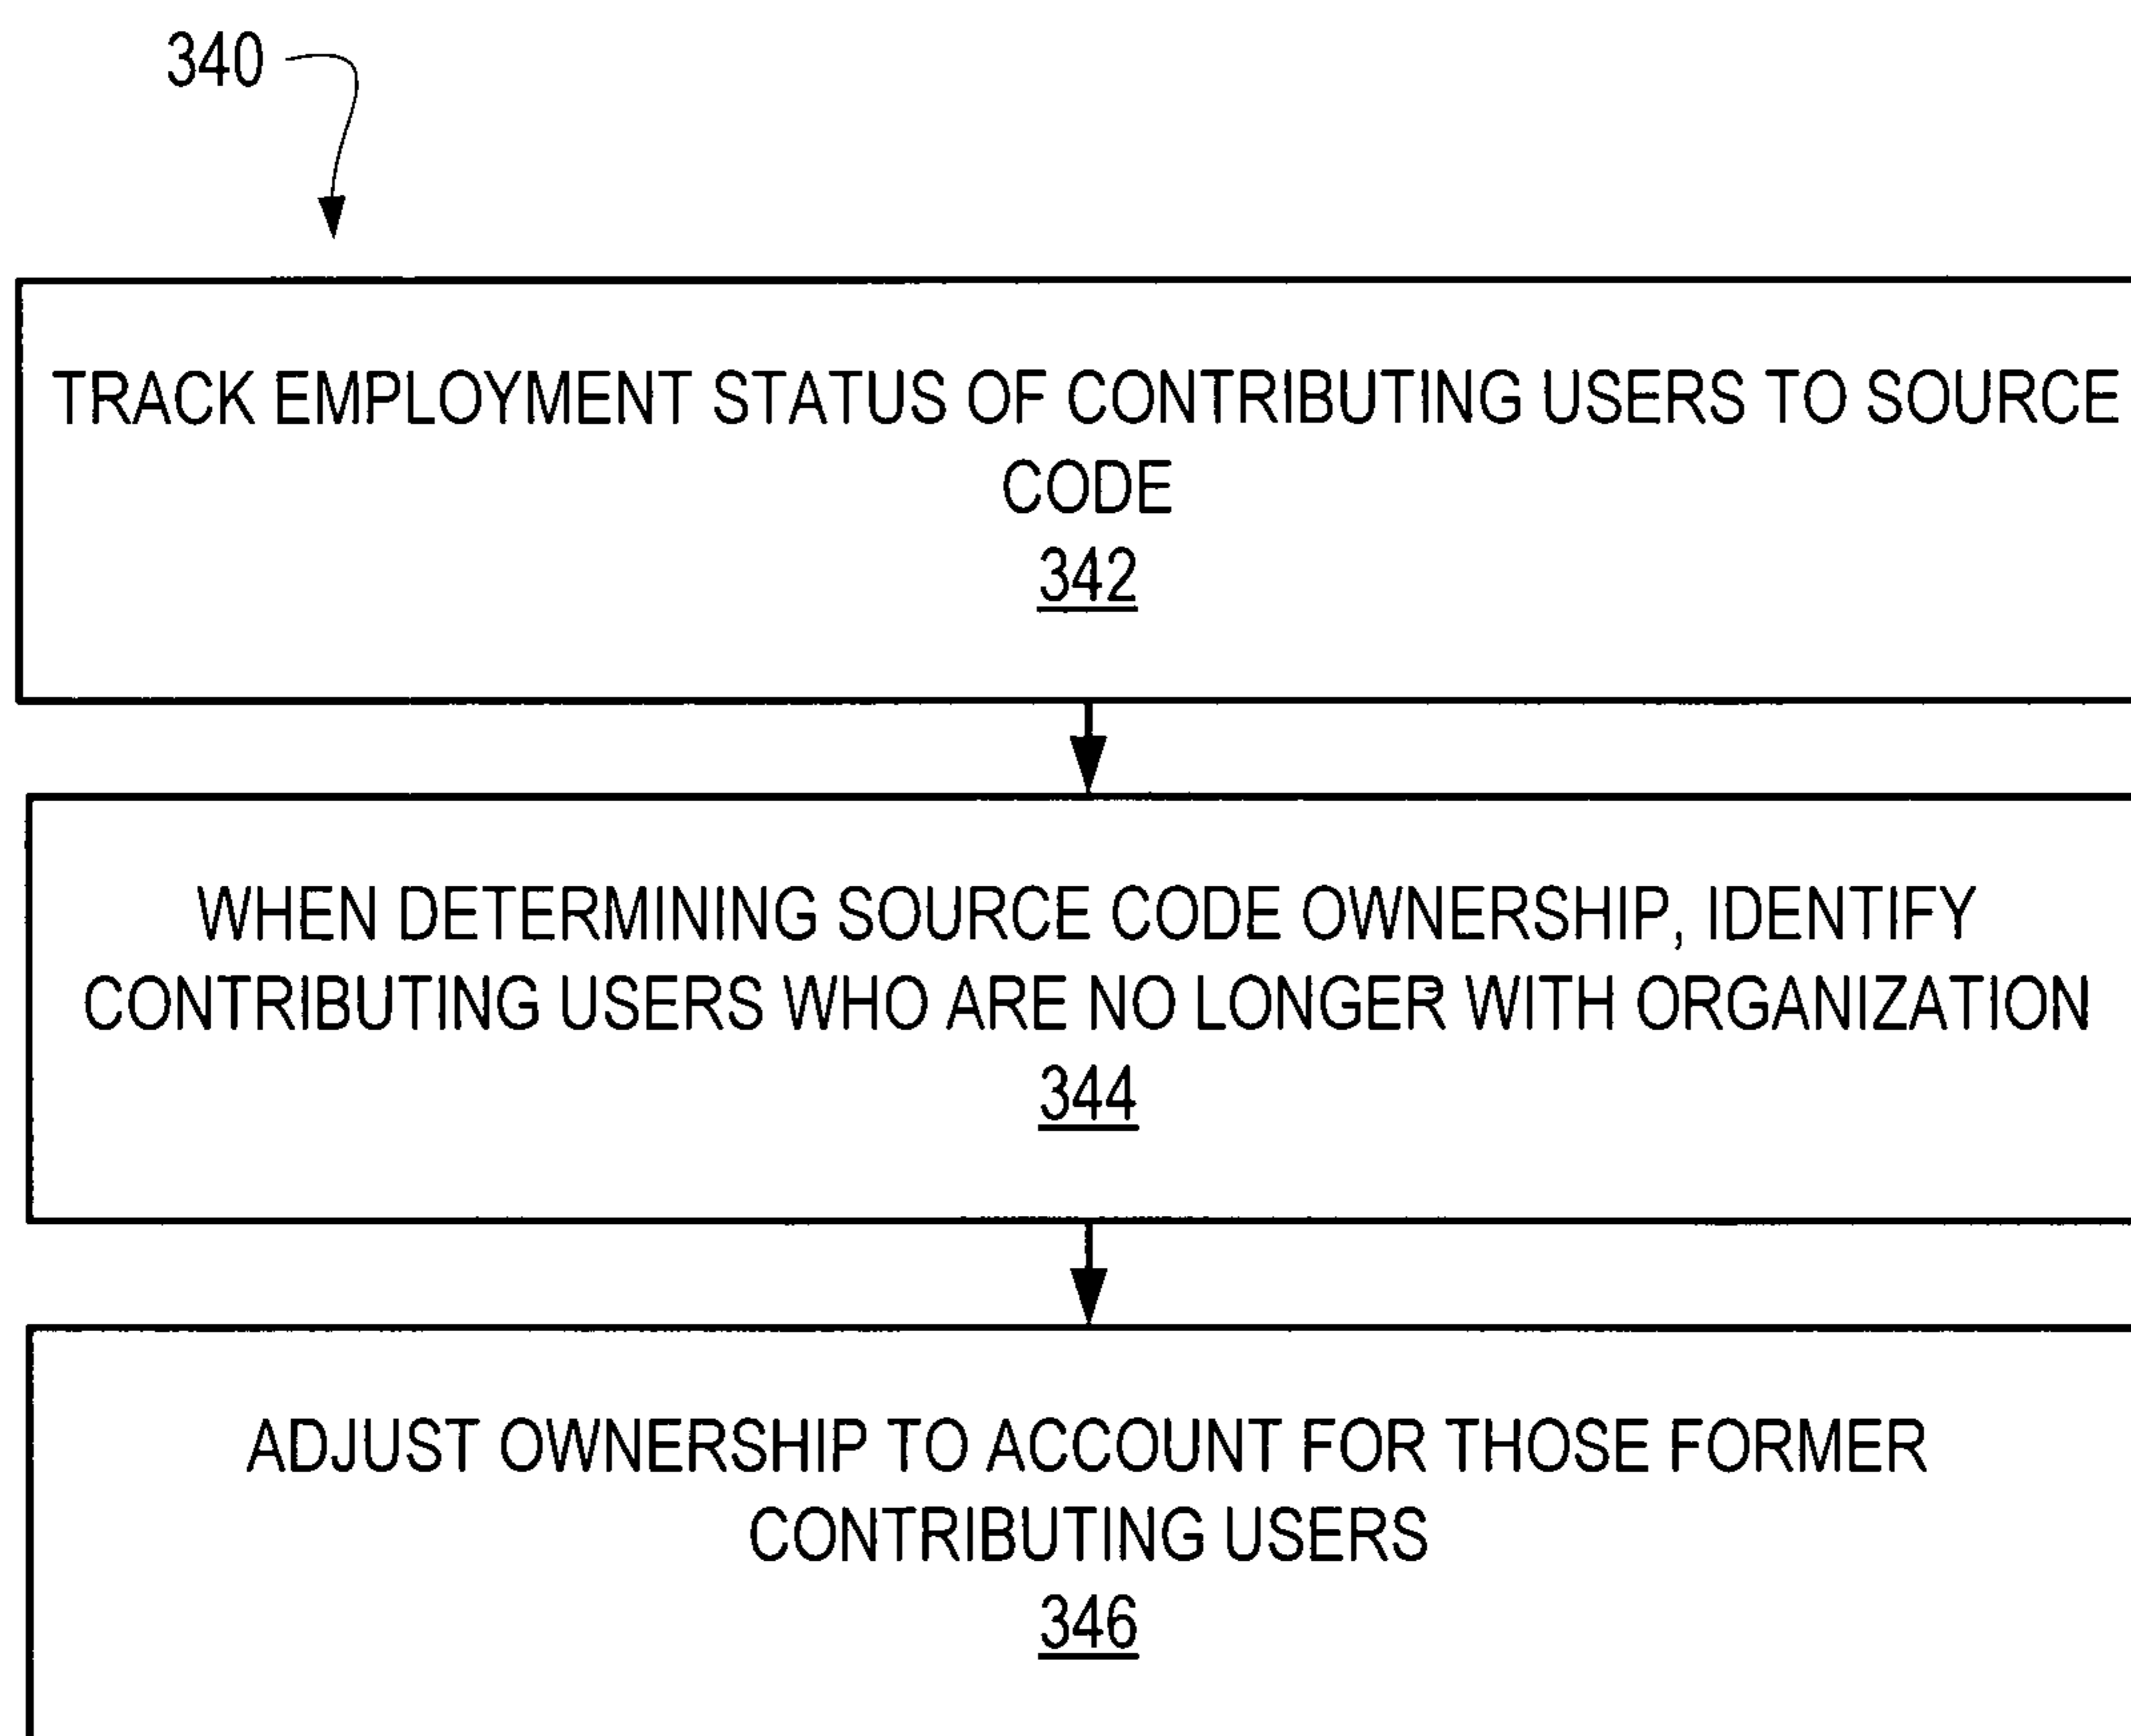 340
TRACK EMPLOYMENT STATUS OF CONTRIBUTING USERS TO SOURCE
CODE
342
WHEN DETERMINING SOURCE CODE OWNERSHIP, IDENTIFY
CONTRIBUTING USERS WHO ARE NO LONGER WITH ORGANIZATION
344
ADJUST OWNERSHIP TO ACCOUNT FOR THOSE FORMER
CONTRIBUTING USERS
346